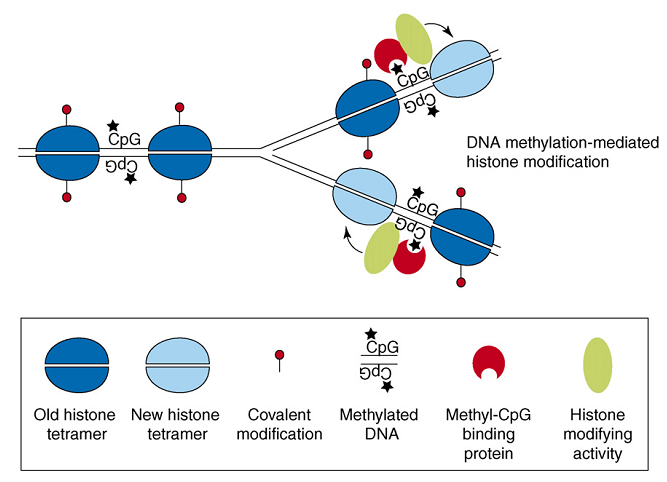 CpG
CpG
CpG
CpG
DNA methylation-mediated
histone modification
CpG
CpG
CpG
CpG
Old histone
tetramer
New histone
tetramer
Covalent
modification
Methylated
DNA
Methyl-CpG
binding
protein
Histone
modifying
activity